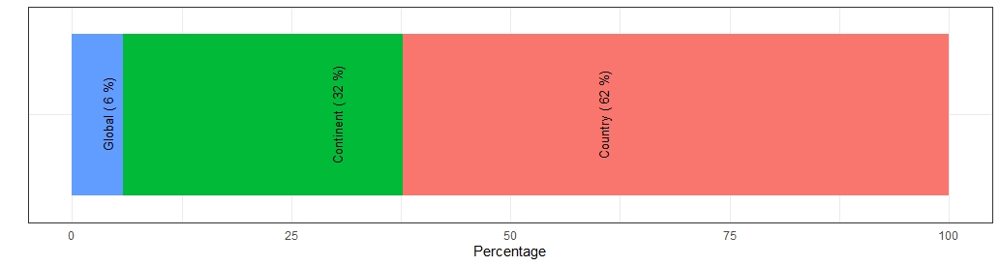 Global ( 6 %)
Continent ( 32 %)
Country ( 62 %)
0 25 50 75 100
Percentage